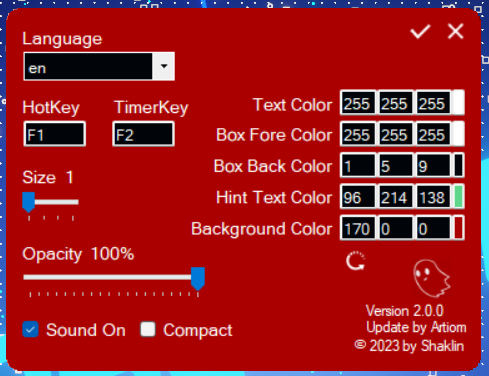 Language
en
HotKey TimerKey
F1 F2
Size 1
Opacity 100%
Sound On Compact
Text Color 255 255 255
Box Fore Color 255 255 255
Box Back Color 1 5 9
Hint Text Color 96 214 138
Background Color 170 0 0
Version 2.0.0
Update by Artiom
© 2023 by Shaklin